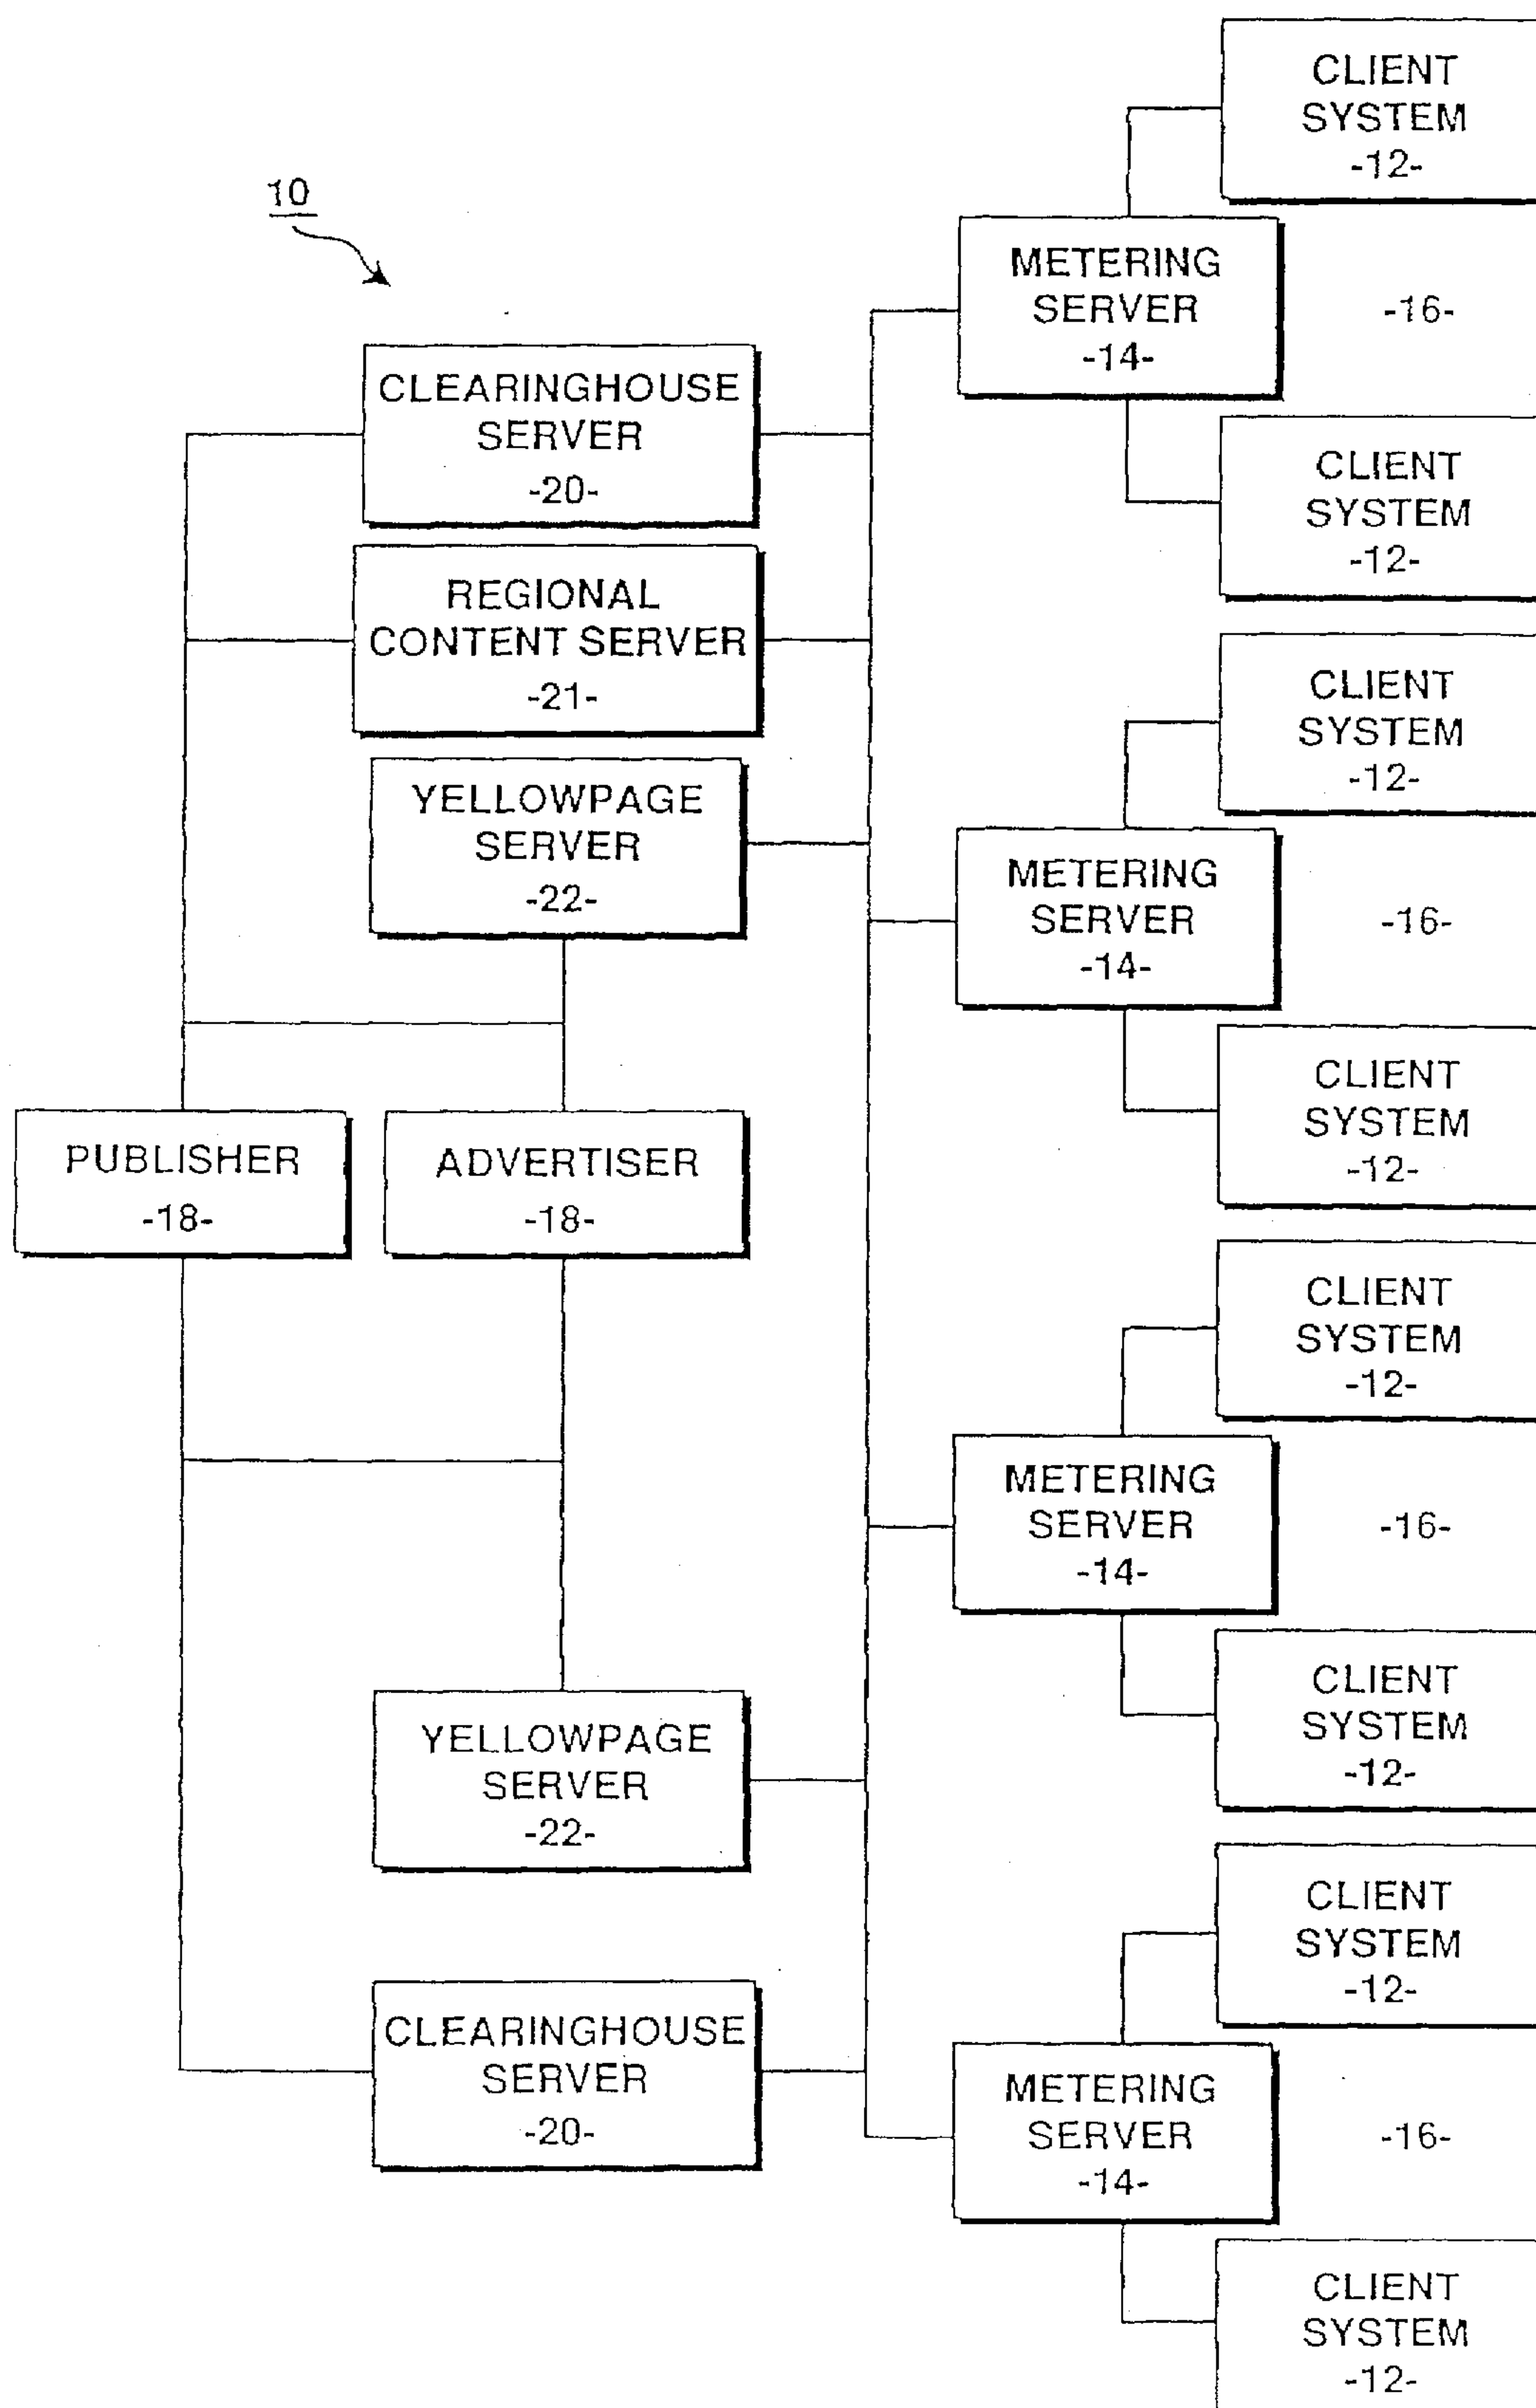 10
CLEARINGHOUSE
SERVER
-20-
REGIONAL
CONTENT SERVER
-21-
YELLOWPAGE
SERVER
-22-
PUBLISHER
-18-
ADVERTISER
-18-
YELLOWPAGE
SERVER
-22-
CLEARINGHOUSE
SERVER
-20-
CLIENT
SYSTEM
-12-
METERING
SERVER
-14-
-16-
CLIENT
SYSTEM
-12-
CLIENT
SYSTEM
-12-
METERING
SERVER
-14-
-16-
CLIENT
SYSTEM
-12-
CLIENT
SYSTEM
-12-
METERING
SERVER
-14-
-16-
CLIENT
SYSTEM
-12-
CLIENT
SYSTEM
-12-
METERING
SERVER
-14-
-16-
CLIENT
SYSTEM
-12-